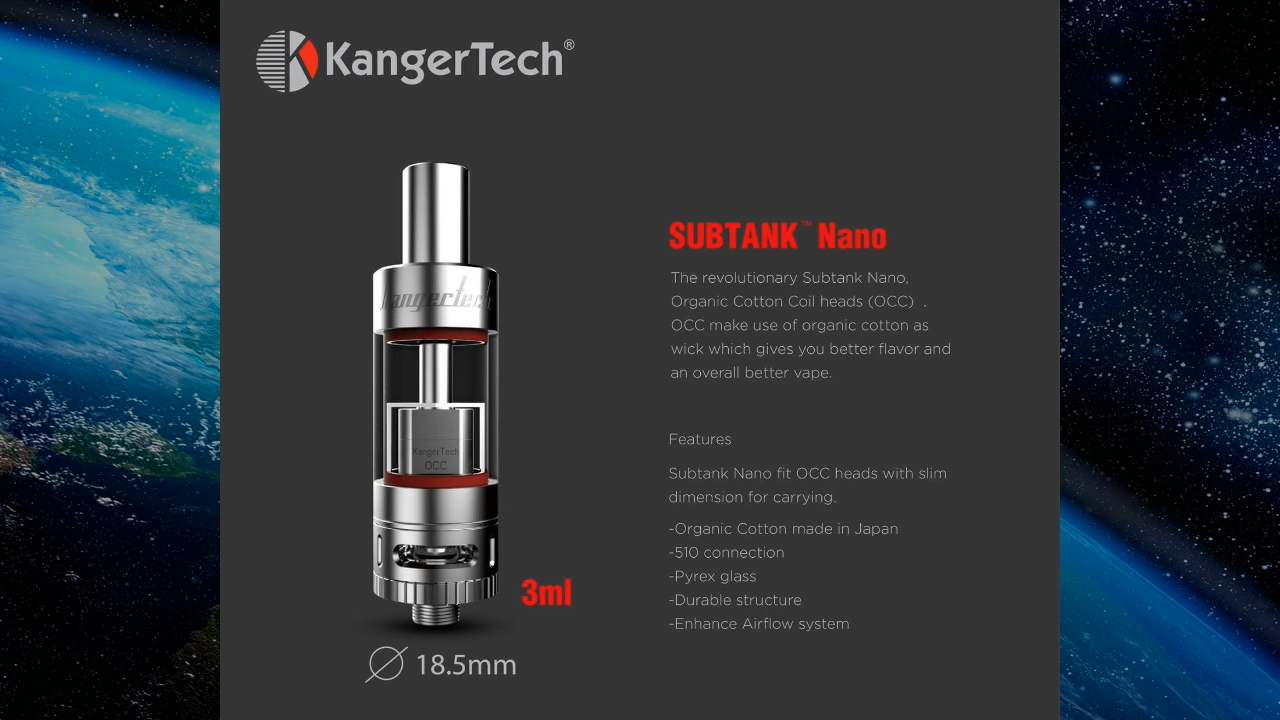 KangerTech®
SUBTANK™ Nano
The revolutionary Subtank Nano,
Organic Cotton Coil heads (OCC) .
OCC make use of organic cotton as
wick which gives you better flavor and
an overall better vape.
Features
Subtank Nano fit OCC heads with slim
dimension for carrying.
-Organic Cotton made in Japan
-510 connection
-Pyrex glass
-Durable structure
-Enhance Airflow system
KangerTech
KangerTech
OCC
3ml
18.5mm